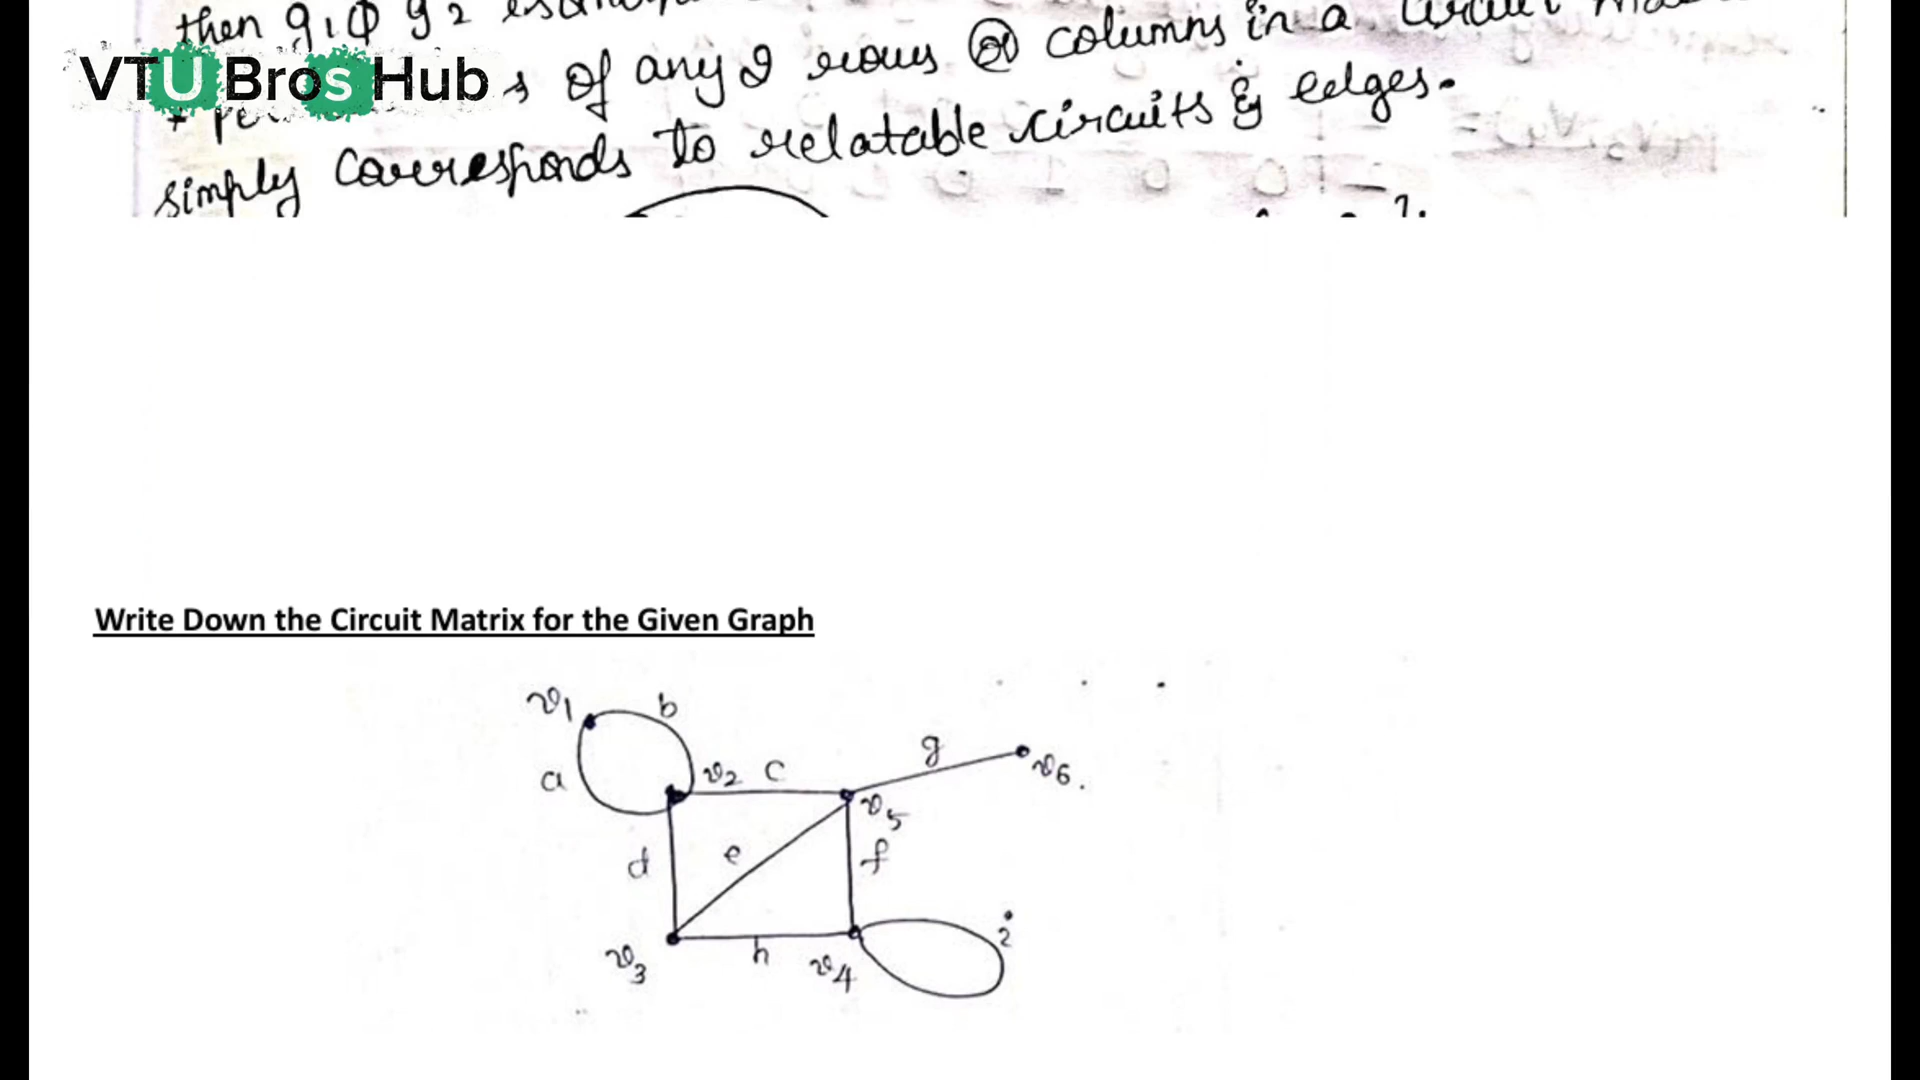 then g1⊕ g2
VTU Bros Hub
s of any 2 rows (or) columns in a circuit
simply corresponds to relatable circuits & edges.
Write Down the Circuit Matrix for the Given Graph
v1 b
a v2 c g v6.
v5
d e f
i
v3 h v4